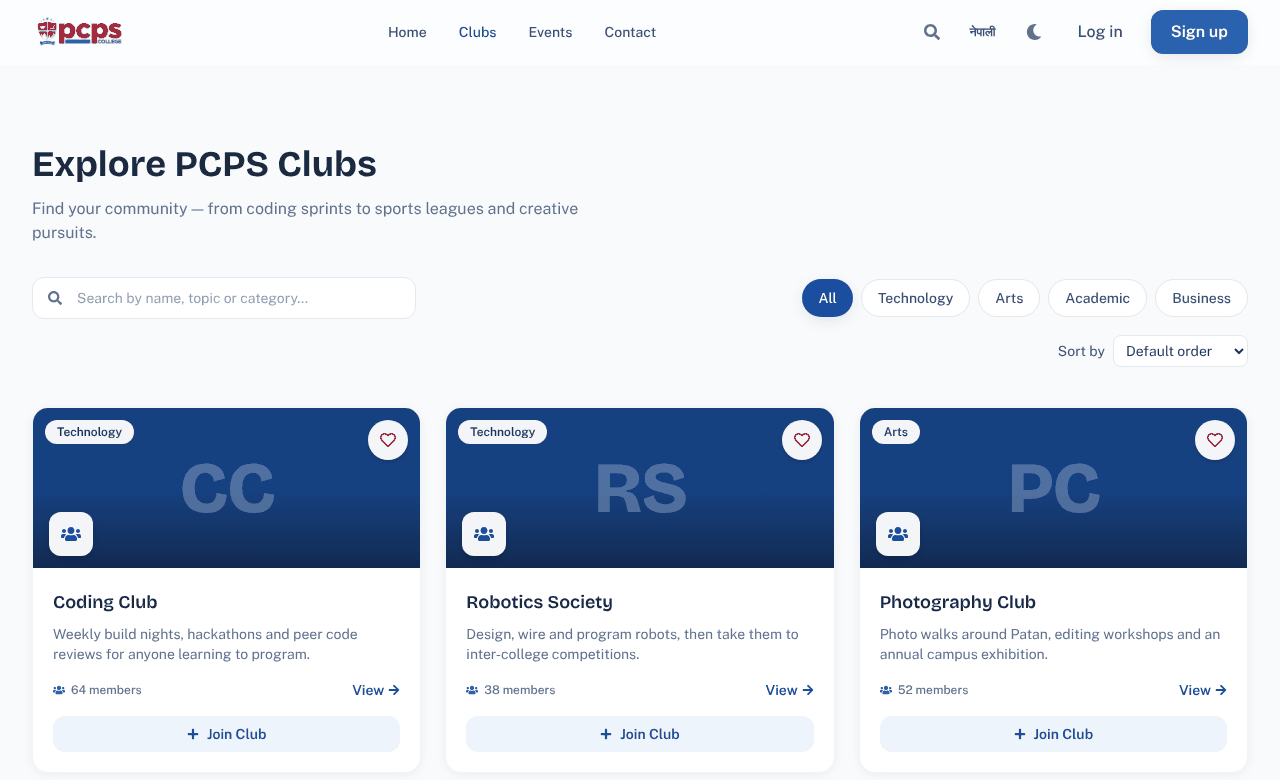 pcps
COLLEGE
Home
Clubs
Events
Contact
नेपाली
Log in
Sign up
Explore PCPS Clubs
Find your community — from coding sprints to sports leagues and creative
pursuits.
Search by name, topic or category...
All
Technology
Arts
Academic
Business
Sort by
Default order
Technology
CC
Coding Club
Weekly build nights, hackathons and peer code
reviews for anyone learning to program.
64 members
View
Join Club
Technology
RS
Robotics Society
Design, wire and program robots, then take them to
inter-college competitions.
38 members
View
Join Club
Arts
PC
Photography Club
Photo walks around Patan, editing workshops and an
annual campus exhibition.
52 members
View
Join Club